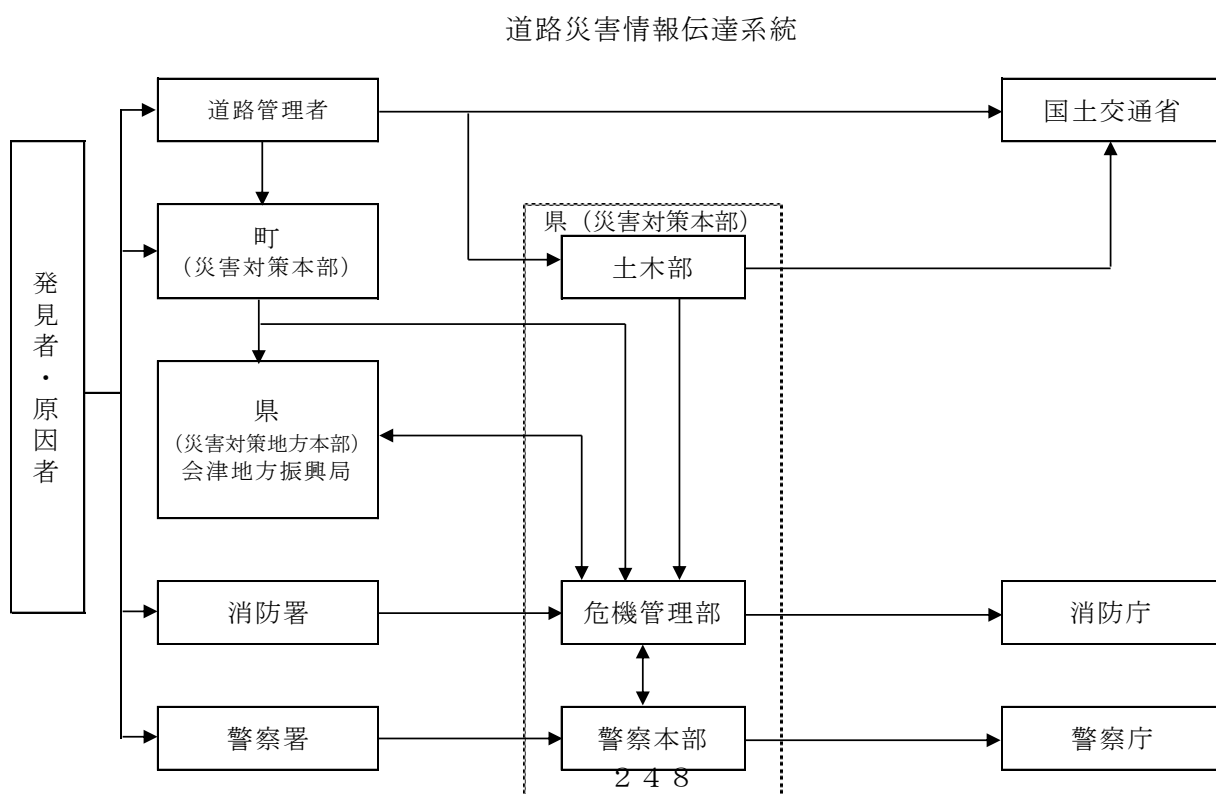 道路災害情報伝達系統
道路管理者
国土交通省
発見者・原因者
町
（災害対策本部）
県（災害対策本部）
土木部
県
（災害対策地方本部）
会津地方振興局
消防署
危機管理部
消防庁
警察署
警察本部
警察庁
２４８